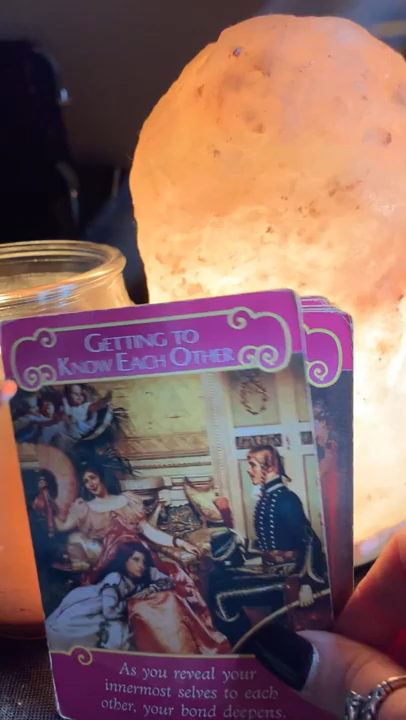 GETTING TO
KNOW EACH OTHER
As you reveal your
innermost selves to each
other, your bond deepens.